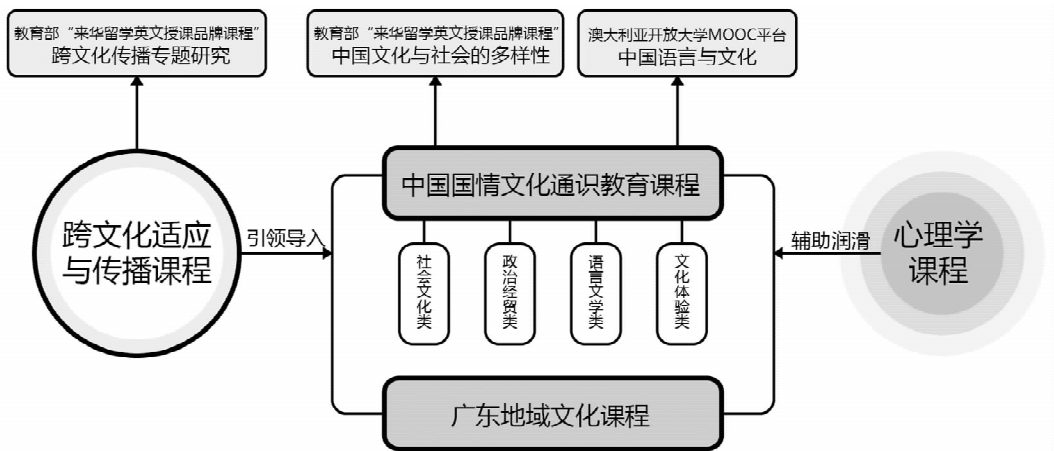 教育部“来华留学英文授课品牌课程”
跨文化传播专题研究
教育部“来华留学英文授课品牌课程”
中国文化与社会的多样性
澳大利亚开放大学MOOC平台
中国语言与文化
中国国情文化通识教育课程
跨文化适应
与传播课程
引领导入
社会文化类
政治经贸类
语言文学类
文化体验类
辅助润滑
心理学
课程
广东地域文化课程